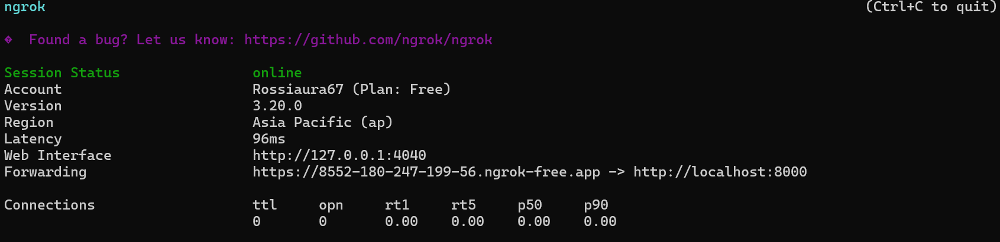 ngrok (Ctrl+C to quit)
� Found a bug? Let us know: https://github.com/ngrok/ngrok
Session Status online
Account Rossiaura67 (Plan: Free)
Version 3.20.0
Region Asia Pacific (ap)
Latency 96ms
Web Interface http://127.0.0.1:4040
Forwarding https://8552-180-247-199-56.ngrok-free.app -> http://localhost:8000
Connections ttl opn rt1 rt5 p50 p90
0 0 0.00 0.00 0.00 0.00